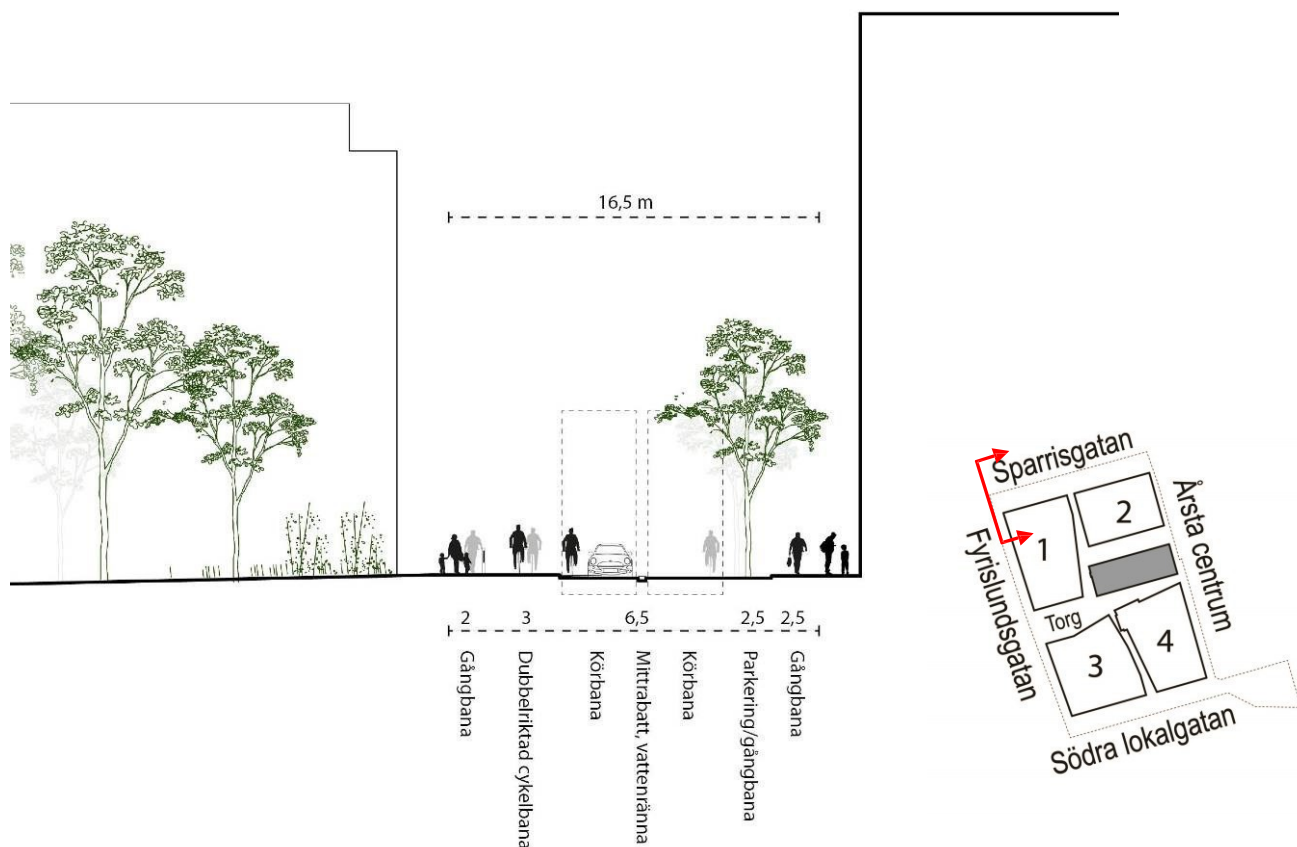 16,5 m
2 3 6,5 2,5 2,5
Gångbana
Dubbelriktad cykelbana
Körbana
Mittrabatt, vattenränna
Körbana
Parkering/gångbana
Gångbana
Sparrisgatan
Årsta centrum
Fyrislundsgatan
Södra lokalgatan
1
2
Torg
3
4